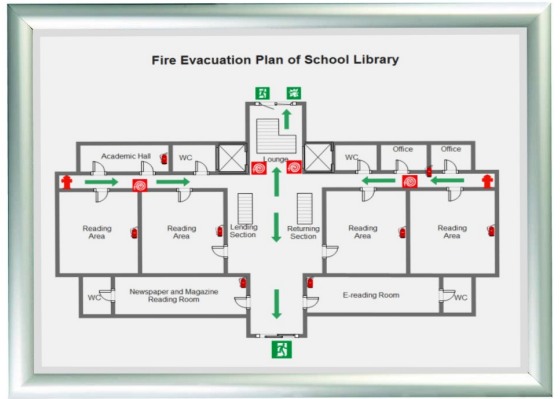 Fire Evacuation Plan of School Library
Academic Hall
WC
Lounge
WC
Office
Office
Reading
Area
Reading
Area
Lending
Section
Returning
Section
Reading
Area
Reading
Area
WC
Newspaper and Magazine
Reading Room
E-reading Room
WC